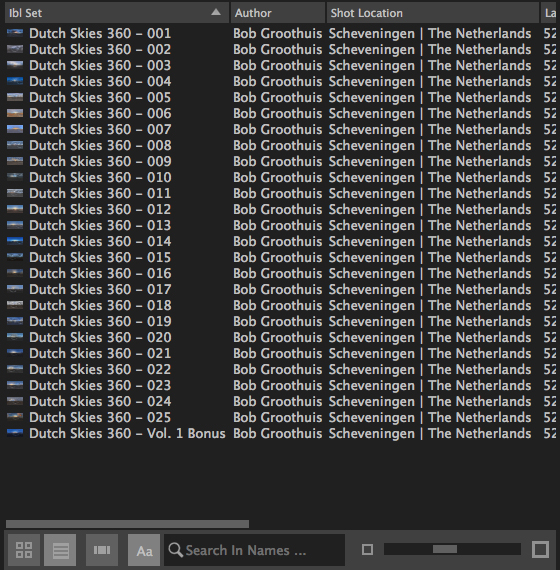 Ibl Set Author Shot Location La
Dutch Skies 360 – 001 Bob Groothuis Scheveningen | The Netherlands 52
Dutch Skies 360 – 002 Bob Groothuis Scheveningen | The Netherlands 52
Dutch Skies 360 – 003 Bob Groothuis Scheveningen | The Netherlands 52
Dutch Skies 360 – 004 Bob Groothuis Scheveningen | The Netherlands 52
Dutch Skies 360 – 005 Bob Groothuis Scheveningen | The Netherlands 52
Dutch Skies 360 – 006 Bob Groothuis Scheveningen | The Netherlands 52
Dutch Skies 360 – 007 Bob Groothuis Scheveningen | The Netherlands 52
Dutch Skies 360 – 008 Bob Groothuis Scheveningen | The Netherlands 52
Dutch Skies 360 – 009 Bob Groothuis Scheveningen | The Netherlands 52
Dutch Skies 360 – 010 Bob Groothuis Scheveningen | The Netherlands 52
Dutch Skies 360 – 011 Bob Groothuis Scheveningen | The Netherlands 52
Dutch Skies 360 – 012 Bob Groothuis Scheveningen | The Netherlands 52
Dutch Skies 360 – 013 Bob Groothuis Scheveningen | The Netherlands 52
Dutch Skies 360 – 014 Bob Groothuis Scheveningen | The Netherlands 52
Dutch Skies 360 – 015 Bob Groothuis Scheveningen | The Netherlands 52
Dutch Skies 360 – 016 Bob Groothuis Scheveningen | The Netherlands 52
Dutch Skies 360 – 017 Bob Groothuis Scheveningen | The Netherlands 52
Dutch Skies 360 – 018 Bob Groothuis Scheveningen | The Netherlands 52
Dutch Skies 360 – 019 Bob Groothuis Scheveningen | The Netherlands 52
Dutch Skies 360 – 020 Bob Groothuis Scheveningen | The Netherlands 52
Dutch Skies 360 – 021 Bob Groothuis Scheveningen | The Netherlands 52
Dutch Skies 360 – 022 Bob Groothuis Scheveningen | The Netherlands 52
Dutch Skies 360 – 023 Bob Groothuis Scheveningen | The Netherlands 52
Dutch Skies 360 – 024 Bob Groothuis Scheveningen | The Netherlands 52
Dutch Skies 360 – 025 Bob Groothuis Scheveningen | The Netherlands 52
Dutch Skies 360 – Vol. 1 Bonus Bob Groothuis Scheveningen | The Netherlands 52
Aa Search In Names ...